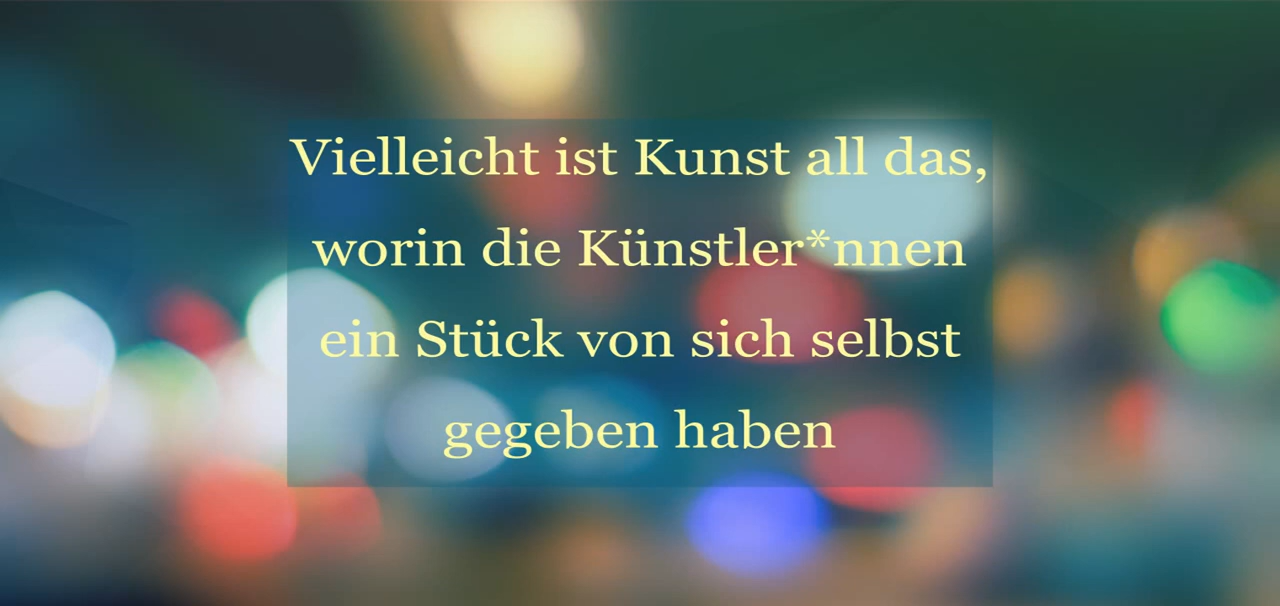 Vielleicht ist Kunst all das,
worin die Künstler*nnen
ein Stück von sich selbst
gegeben haben